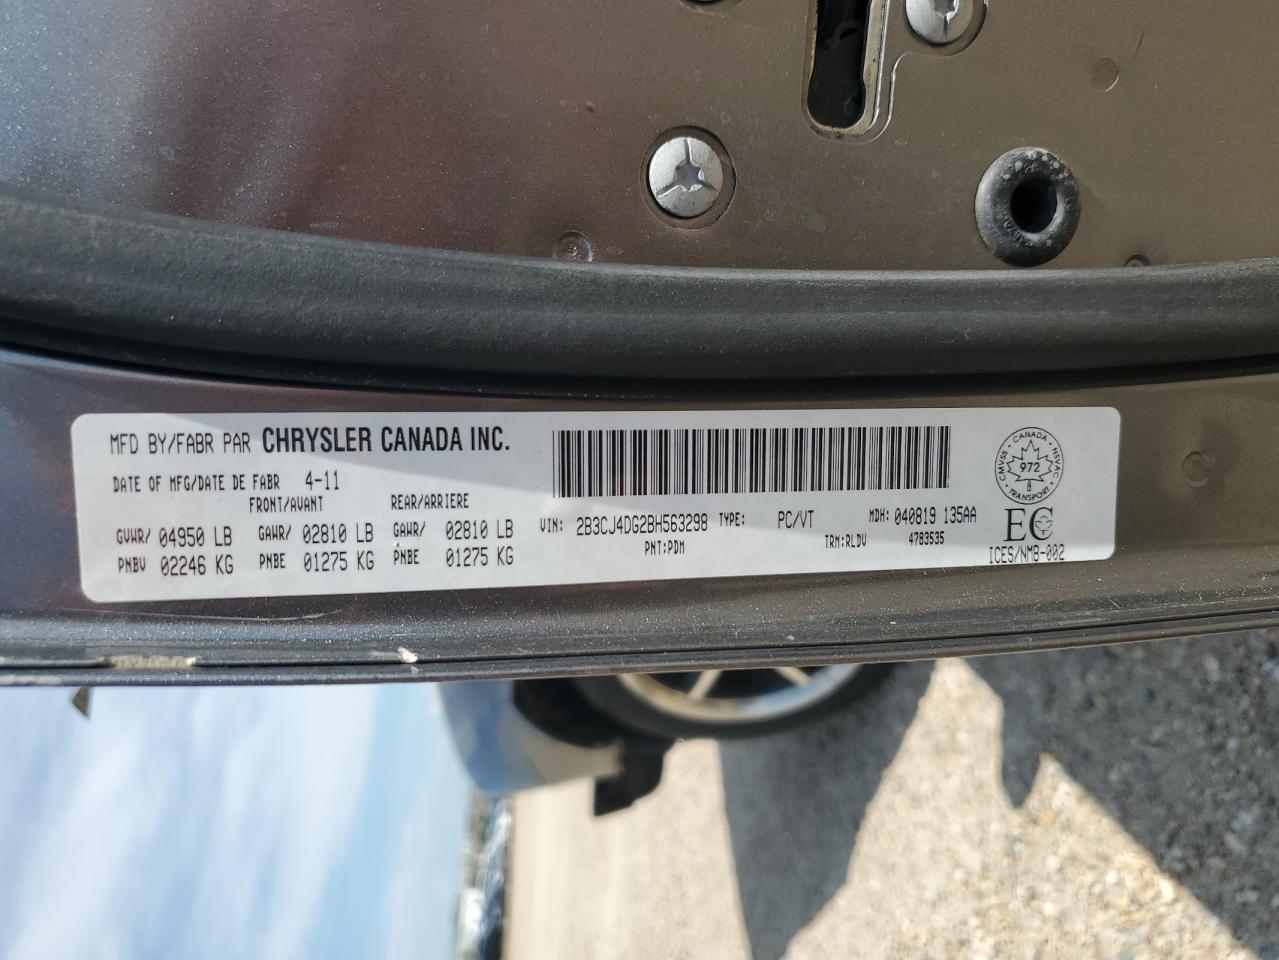 MFD BY/FABR PAR CHRYSLER CANADA INC.
DATE OF MFG/DATE DE FABR 4-11
FRONT/AVANT REAR/ARRIERE
GVWR/ 04950 LB GAWR/ 02810 LB GAWR/ 02810 LB
PNBV 02246 KG PNBE 01275 KG PNBE 01275 KG
VIN: 2B3CJ4DG2BH563298 TYPE: PC/VT MDH: 040819 135AA
PNT:PDM TRM:RLDV 4783535
CANADA
CMVSS 972 NSVAC
TRANSPORT
EC
ICES/NMB-002